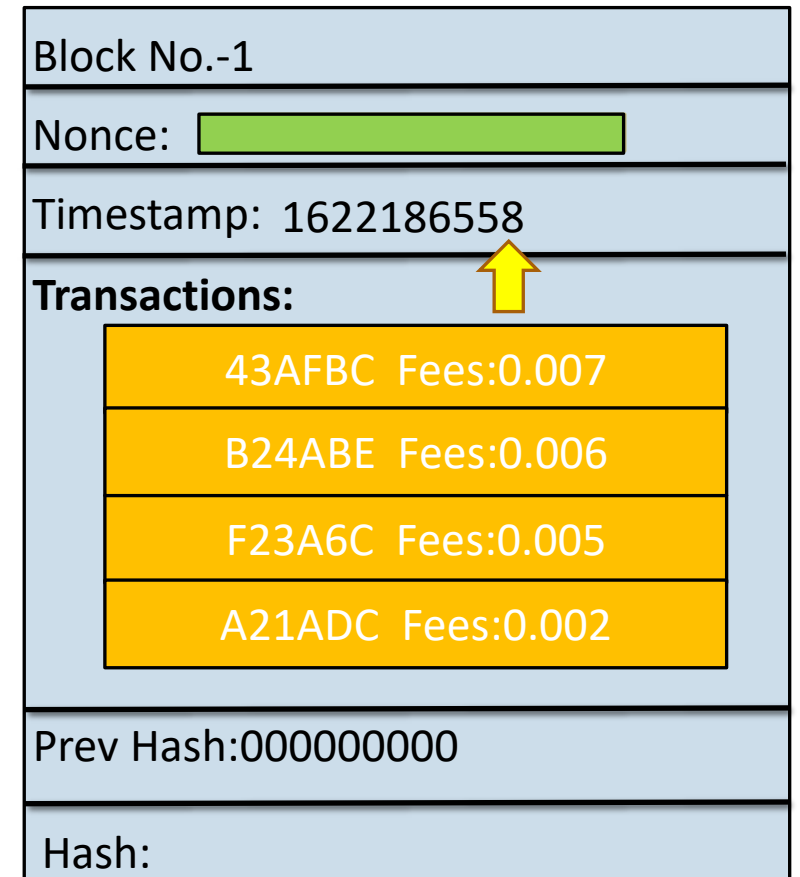 Block No.-1
Nonce:
Timestamp: 1622186558
Transactions:
43AFBC Fees:0.007
B24ABE Fees:0.006
F23A6C Fees:0.005
A21ADC Fees:0.002
Prev Hash:000000000
Hash: